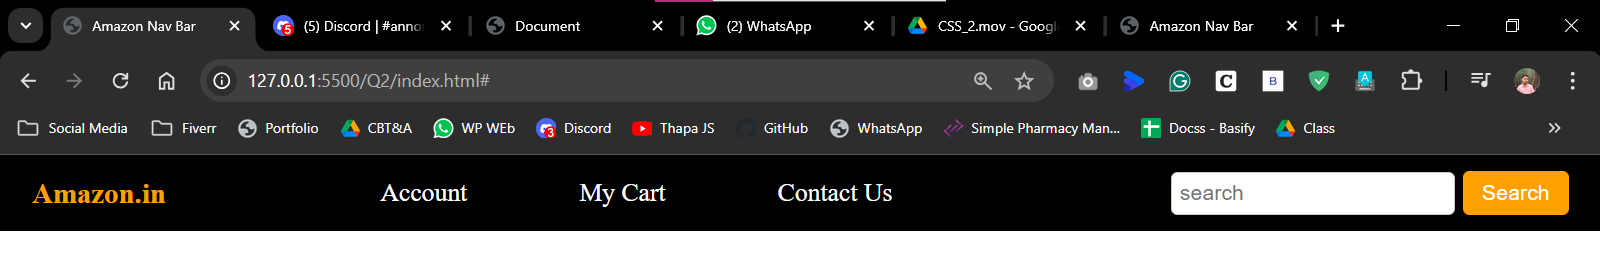 Amazon Nav Bar
(5) Discord | #anno
Document
(2) WhatsApp
CSS_2.mov - Googl
Amazon Nav Bar
127.0.0.1:5500/Q2/index.html#
Social Media
Fiverr
Portfolio
CBT&A
WP WEb
Discord
Thapa JS
GitHub
WhatsApp
Simple Pharmacy Man...
Docss - Basify
Class
Amazon.in
Account
My Cart
Contact Us
search
Search